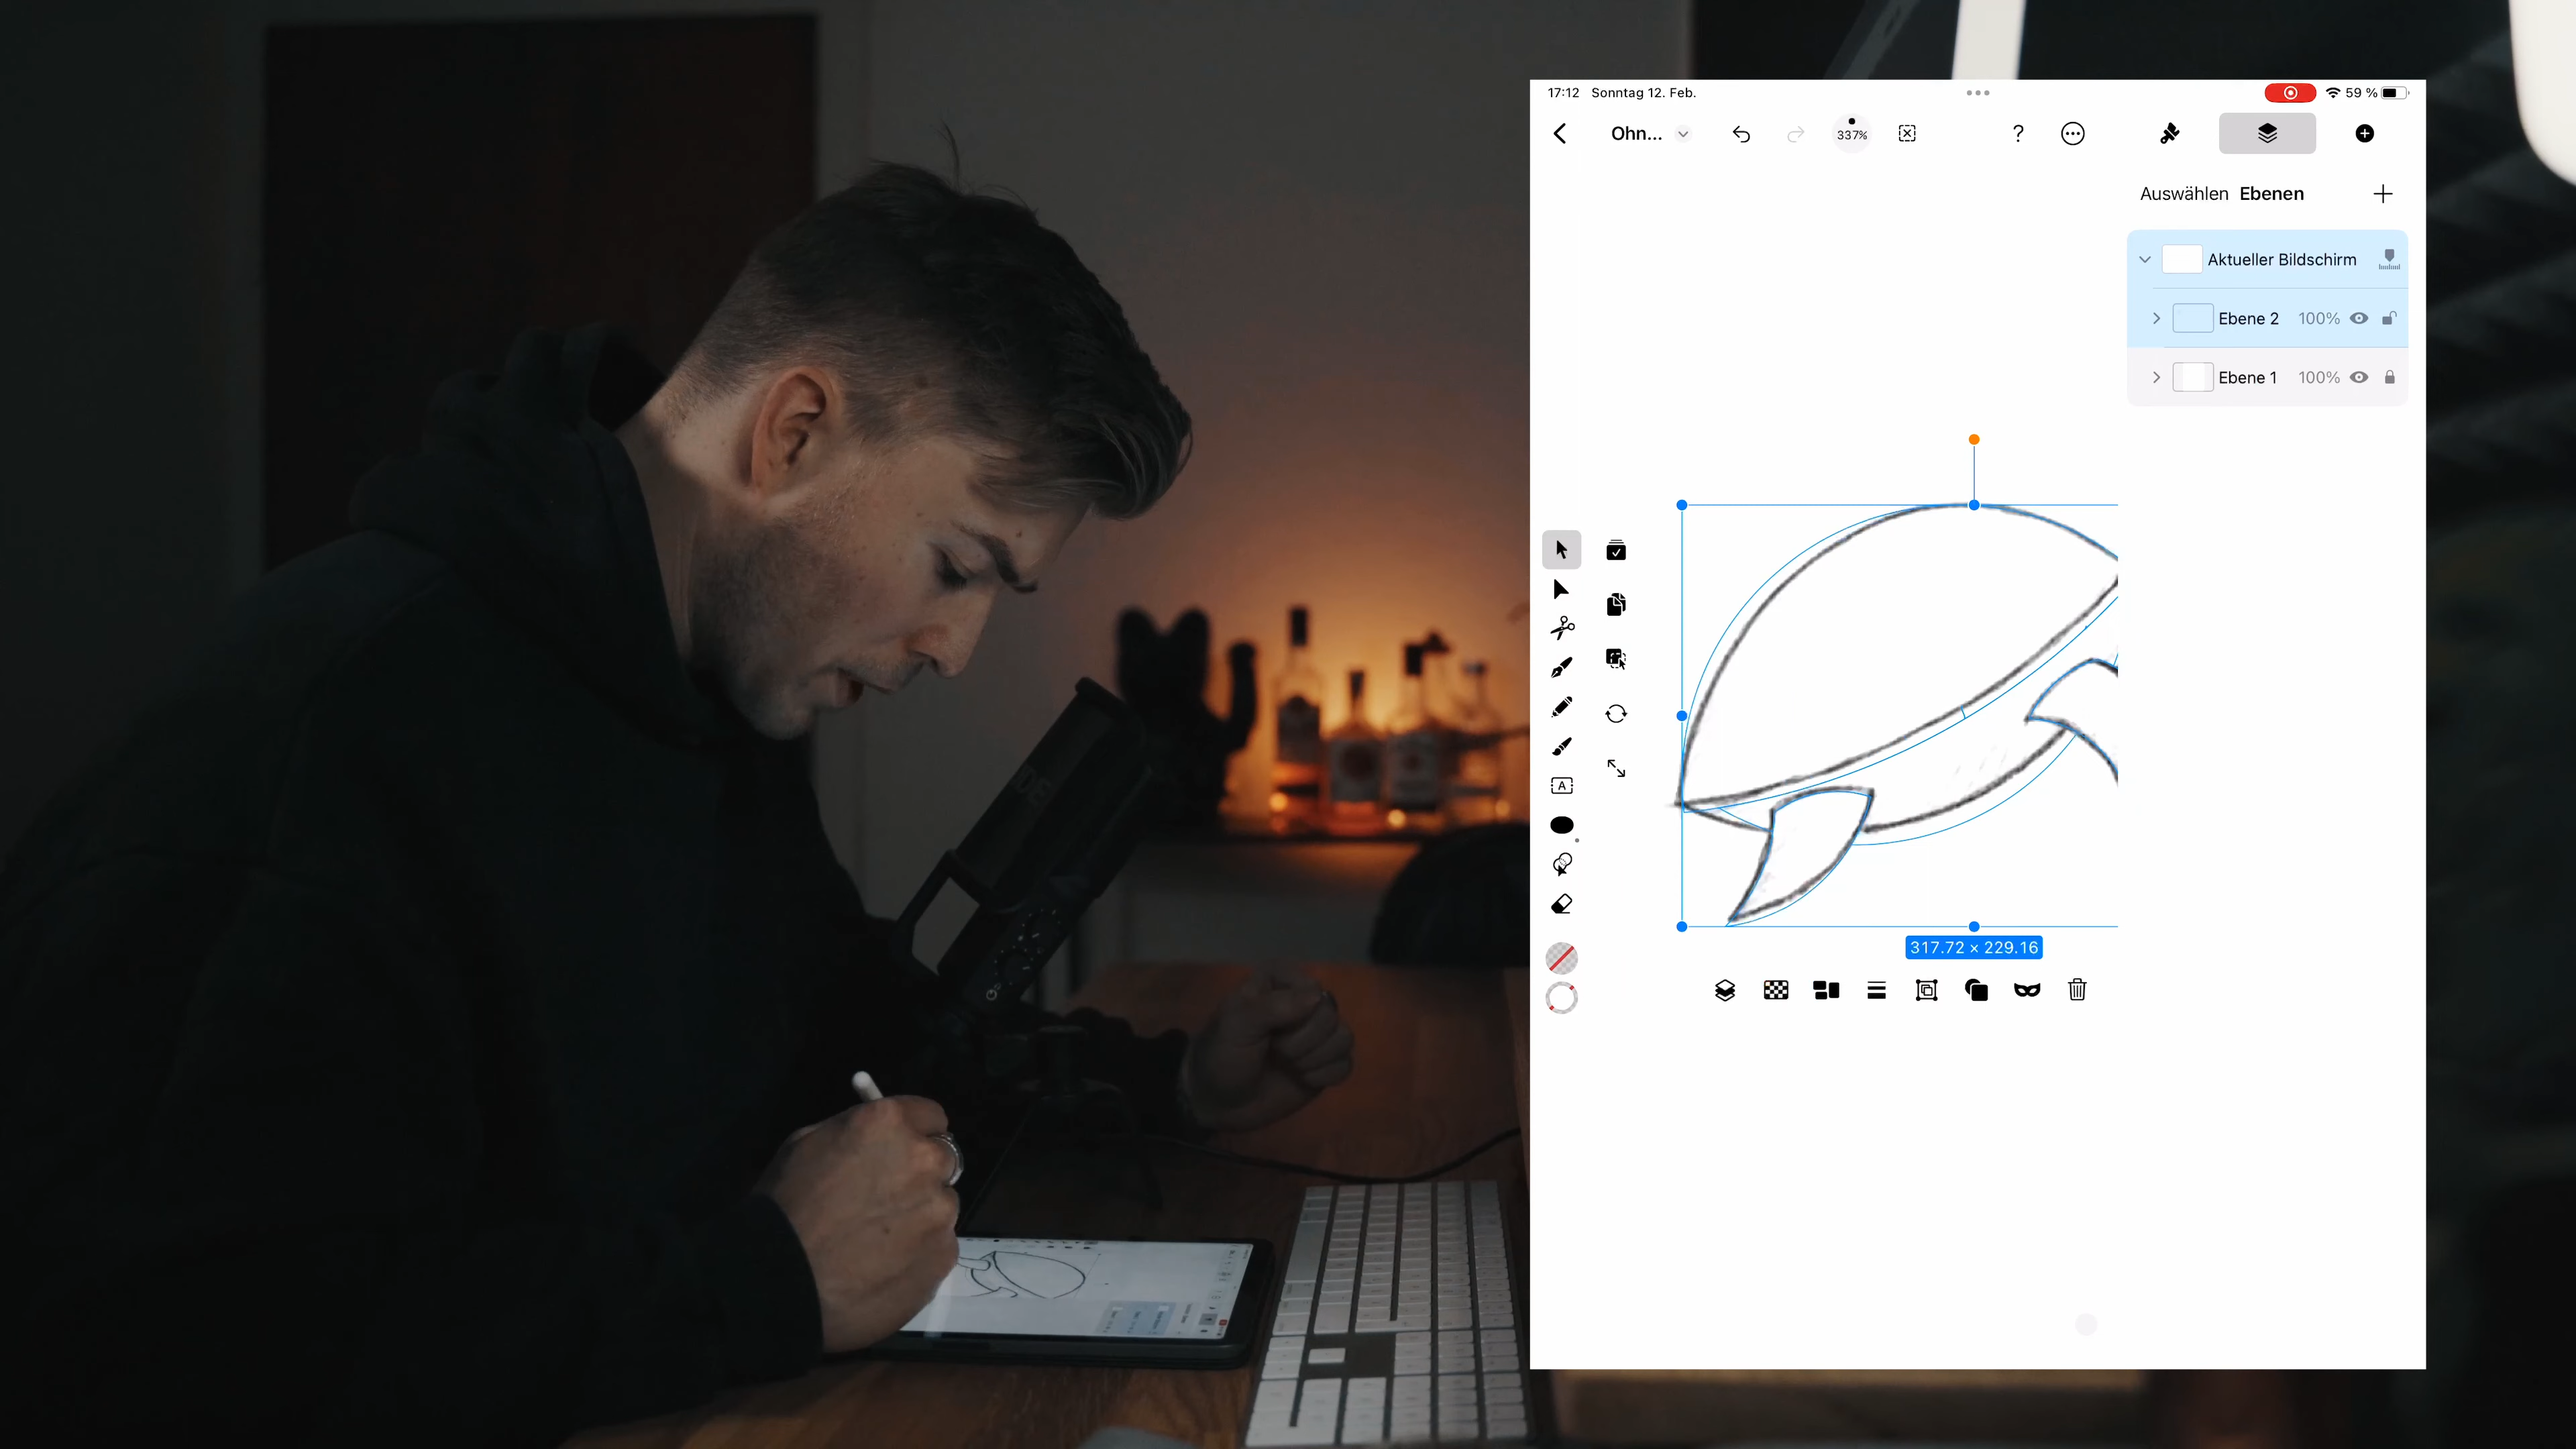 17:12 Sonntag 12. Feb.
59 %
Ohn...
337%
?
Auswählen Ebenen
Aktueller Bildschirm
Ebene 2 100%
Ebene 1 100%
A
317.72 × 229.16